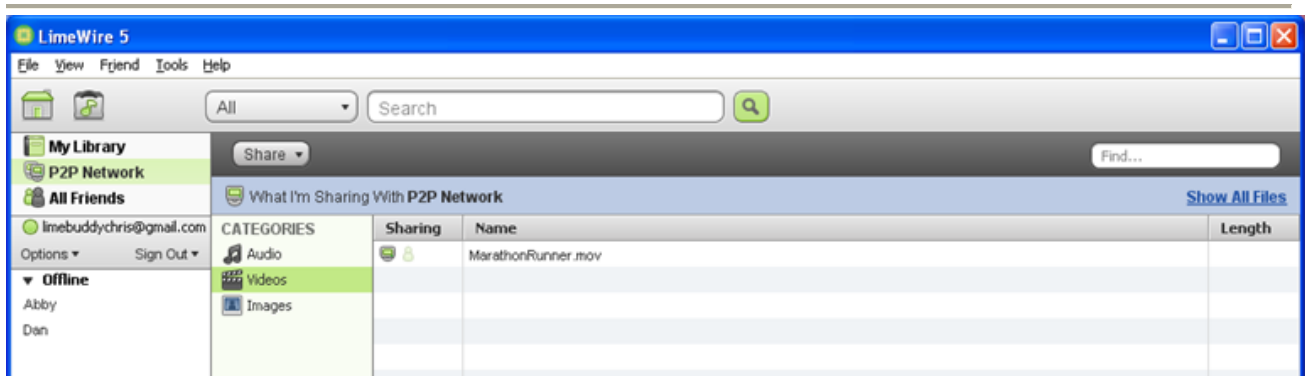 LimeWire 5
File View Friend Tools Help
All Search
My Library Share Find...
P2P Network
All Friends What I'm Sharing With P2P Network Show All Files
limebuddychris@gmail.com CATEGORIES Sharing Name Length
Options Sign Out Audio MarathonRunner.mov
Offline Videos
Abby Images
Dan